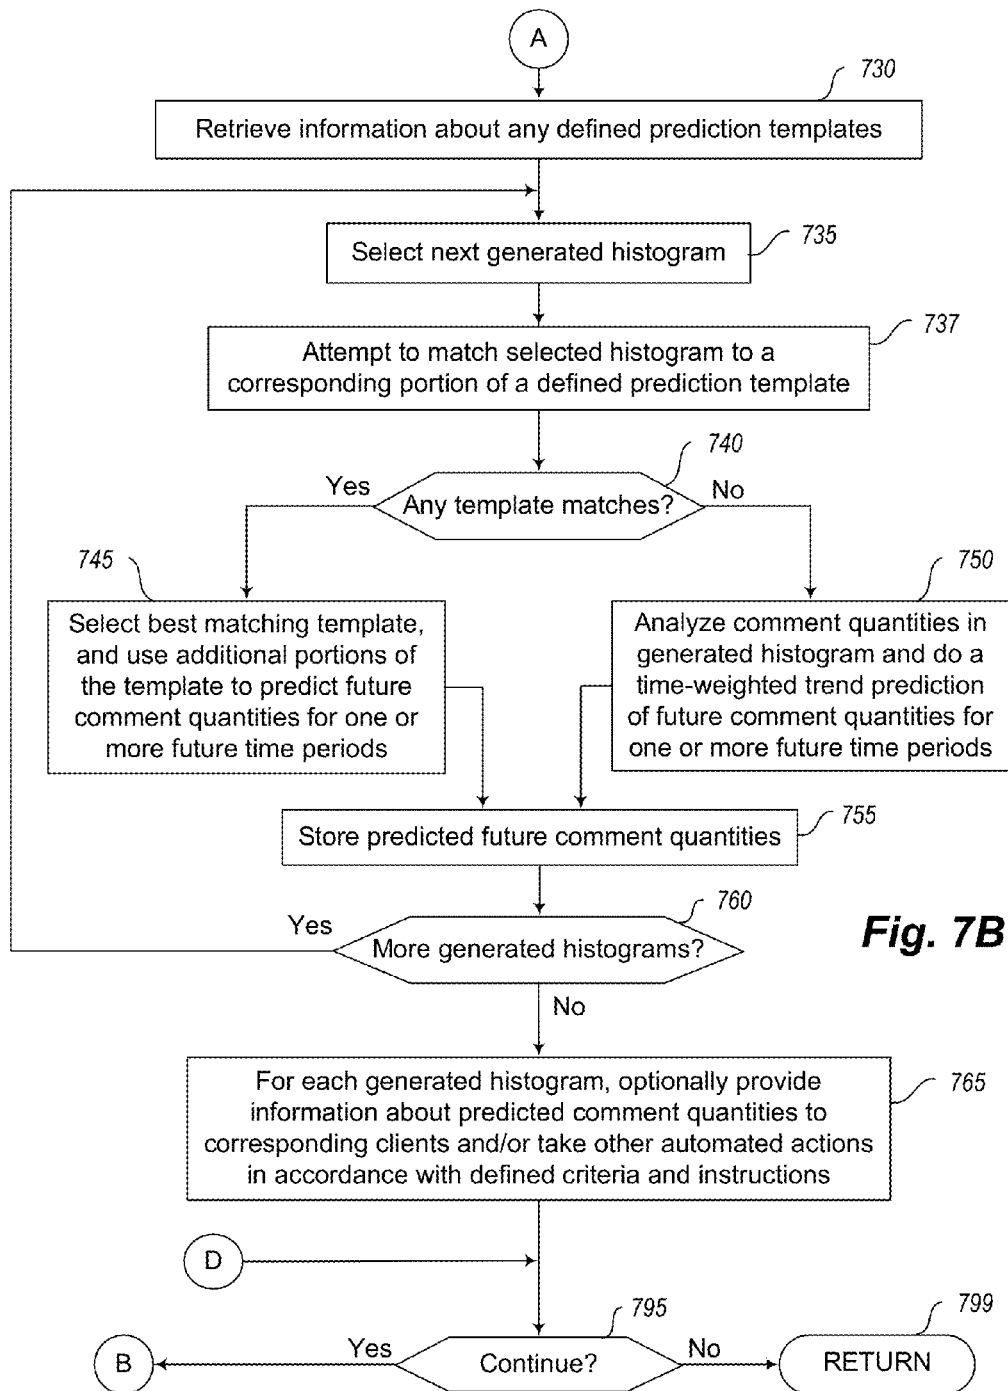 A
730
Retrieve information about any defined prediction templates
735
Select next generated histogram
737
Attempt to match selected histogram to a
corresponding portion of a defined prediction template
740
Yes
Any template matches?
No
745
Select best matching template,
and use additional portions of
the template to predict future
comment quantities for one or
more future time periods
750
Analyze comment quantities in
generated histogram and do a
time-weighted trend prediction
of future comment quantities for
one or more future time periods
755
Store predicted future comment quantities
760
Yes
More generated histograms?
Fig. 7B
No
765
For each generated histogram, optionally provide
information about predicted comment quantities to
corresponding clients and/or take other automated actions
in accordance with defined criteria and instructions
D
795
799
B
Yes
Continue?
No
RETURN